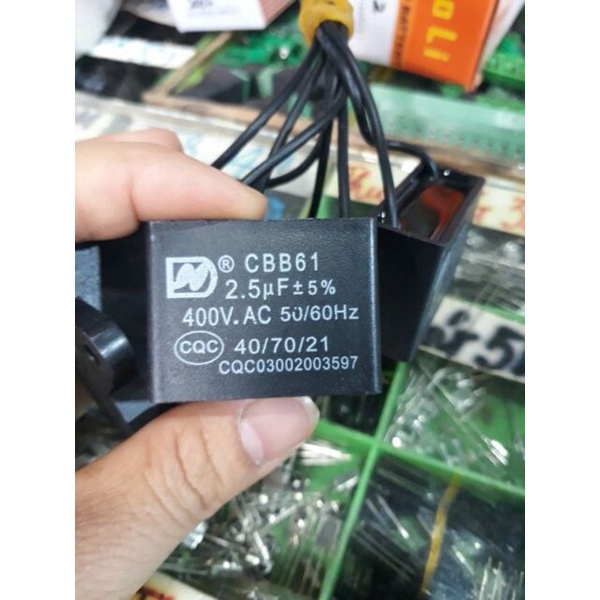 ® CBB61
2.5μF±5%
400V.AC 50/60Hz
CQC 40/70/21
CQC03002003597